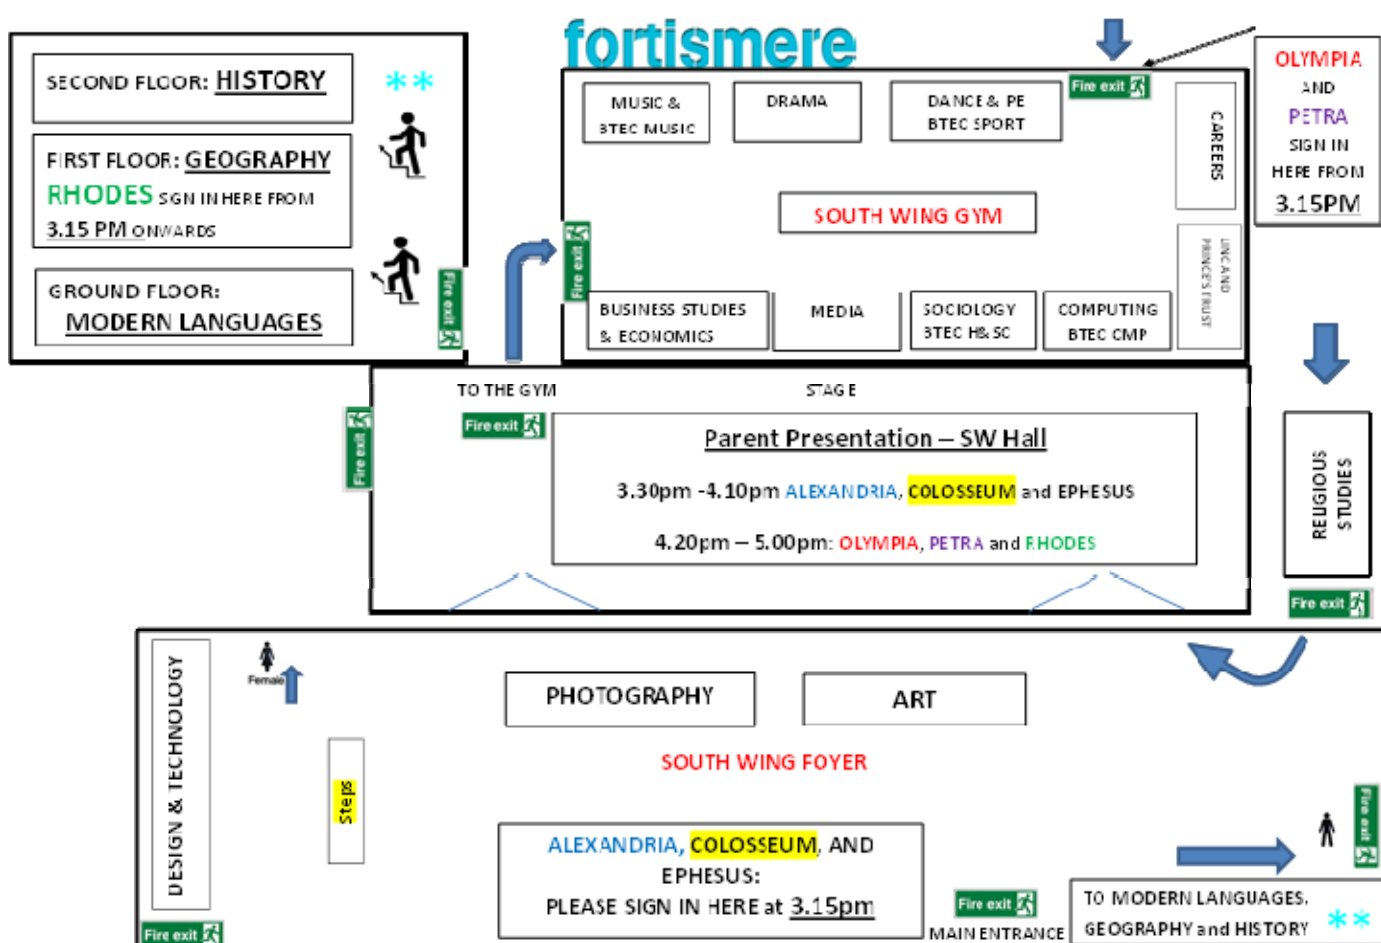 fortismere
SECOND FLOOR: HISTORY
**
FIRST FLOOR: GEOGRAPHY
RHODES SIGN IN HERE FROM
3.15 PM ONWARDS
GROUND FLOOR:
MODERN LANGUAGES
Fire exit
MUSIC &
BTEC MUSIC
DRAMA
DANCE & PE
BTEC SPORT
Fire exit
CAREERS
OLYMPIA
AND
PETRA
SIGN IN
HERE FROM
3.15PM
SOUTH WING GYM
Fire exit
BUSINESS STUDIES
& ECONOMICS
MEDIA
SOCIOLOGY
BTEC H&SC
COMPUTING
BTEC CMP
LINC AND
PRINCE'S TRUST
TO THE GYM
STAGE
Fire exit
Fire exit
Parent Presentation – SW Hall
3.30pm -4.10pm ALEXANDRIA, COLOSSEUM and EPHESUS
4.20pm – 5.00pm: OLYMPIA, PETRA and RHODES
RELIGIOUS
STUDIES
Fire exit
DESIGN & TECHNOLOGY
Female
PHOTOGRAPHY
ART
SOUTH WING FOYER
Steps
ALEXANDRIA, COLOSSEUM, AND
EPHESUS:
PLEASE SIGN IN HERE at 3.15pm
Fire exit
Fire exit
Fire exit
MAIN ENTRANCE
TO MODERN LANGUAGES,
GEOGRAPHY and HISTORY **